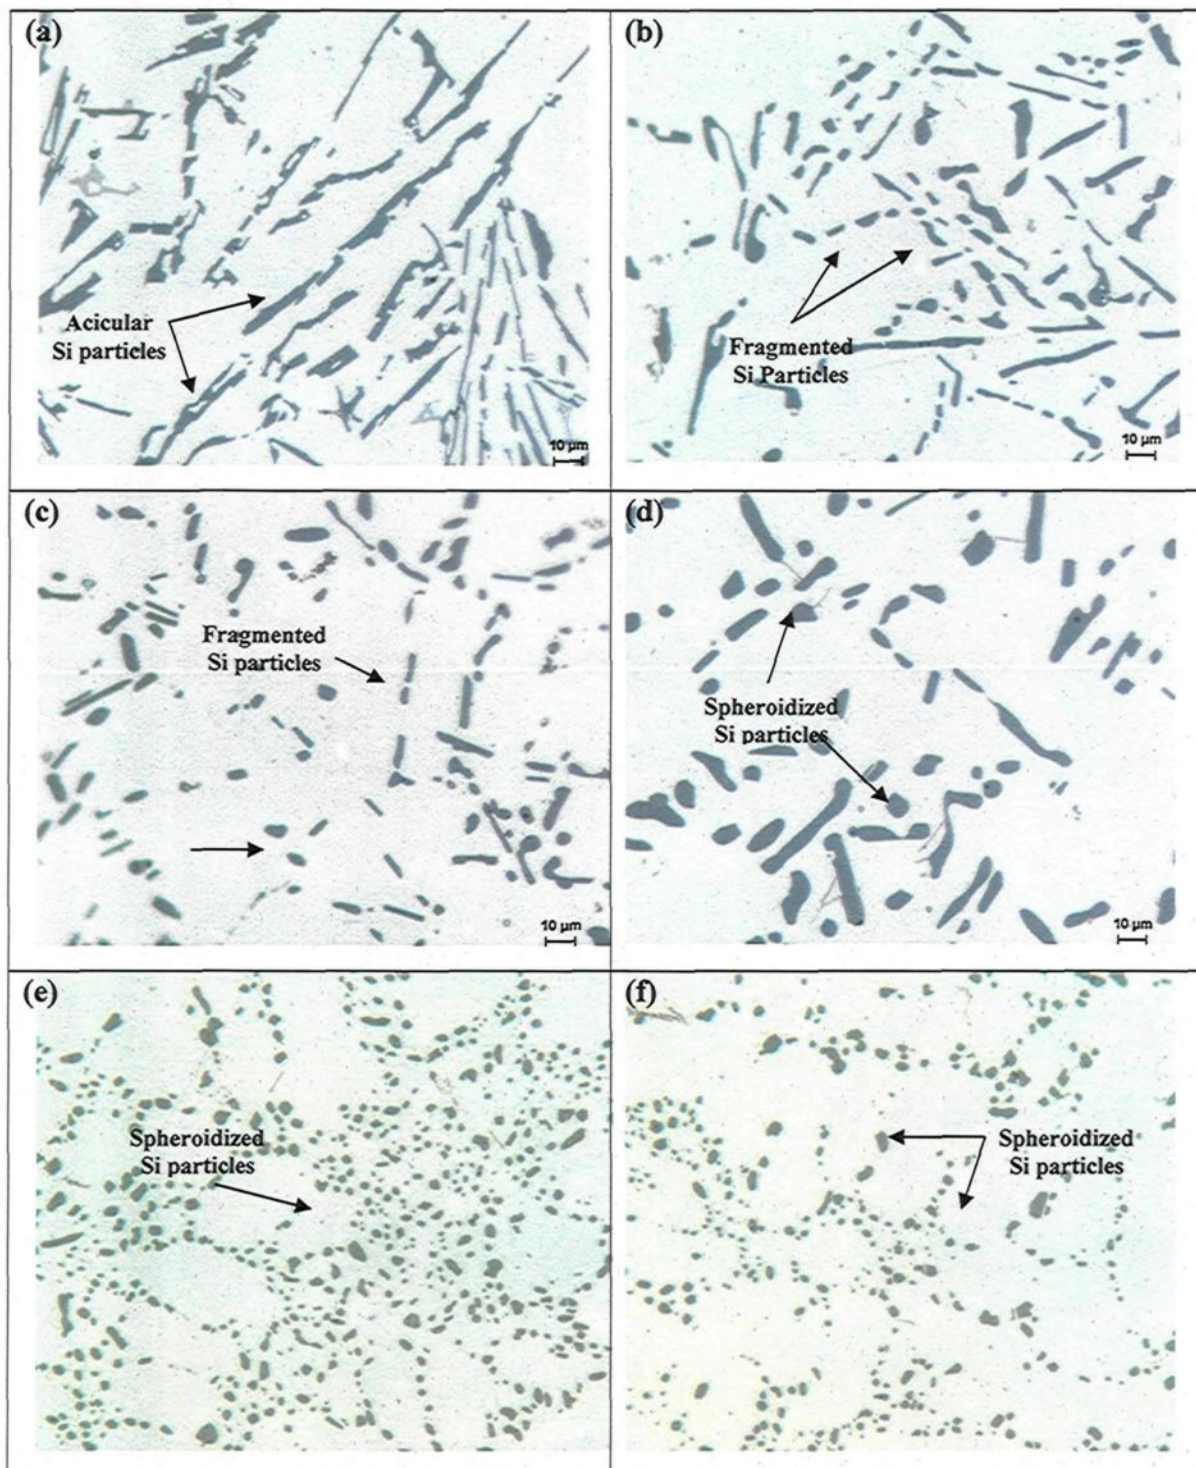 (a)
Acicular
Si particles
10 µm
(b)
Fragmented
Si Particles
10 µm
(c)
Fragmented
Si particles
10 µm
(d)
Spheroidized
Si particles
10 µm
(e)
Spheroidized
Si particles
(f)
Spheroidized
Si particles